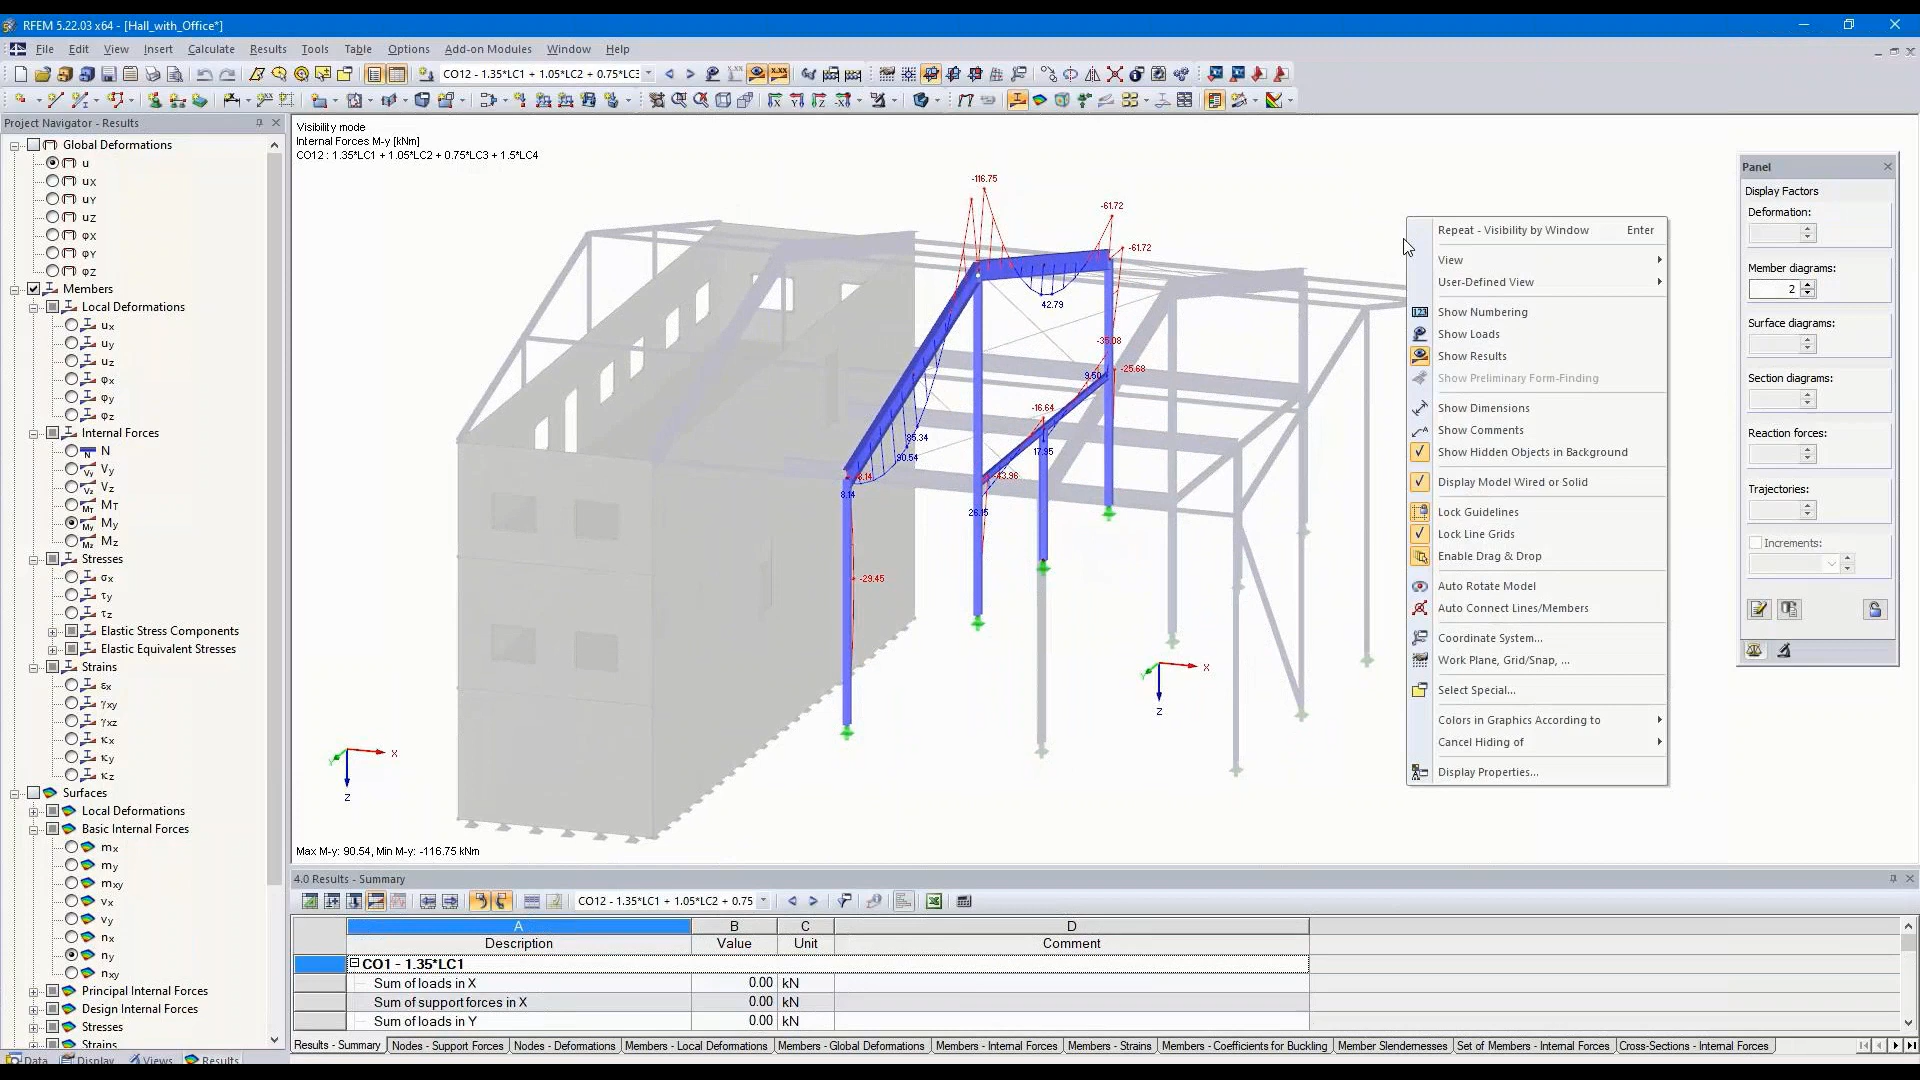 RFEM 5.22.03 x64 - [Hall_with_Office*]
File Edit View Insert Calculate Results Tools Table Options Add-on Modules Window Help
CO12 - 1.35*LC1 + 1.05*LC2 + 0.75*LC3
Project Navigator - Results
Global Deformations
u
uX
uY
uZ
φX
φY
φZ
Members
Local Deformations
ux
uy
uz
φx
φy
φz
Internal Forces
N
Vy
Vz
MT
My
Mz
Stresses
σx
τy
τz
Elastic Stress Components
Elastic Equivalent Stresses
Strains
εx
γxy
γxz
κx
κy
κz
Surfaces
Local Deformations
Basic Internal Forces
mx
my
mxy
vx
vy
nx
ny
nxy
Principal Internal Forces
Design Internal Forces
Stresses
Strains
Data Display Views Results
Visibility mode
Internal Forces M-y [kNm]
CO12 : 1.35*LC1 + 1.05*LC2 + 0.75*LC3 + 1.5*LC4
-116.75
-61.72
-61.72
42.79
-35.08
9.50
-25.68
-16.64
85.34
90.54
17.95
8.14
-43.96
8.14
26.15
-29.45
X
Y
Z
X
Y
Z
Max M-y: 90.54, Min M-y: -116.75 kNm
Repeat - Visibility by Window Enter
View
User-Defined View
Show Numbering
Show Loads
Show Results
Show Preliminary Form-Finding
Show Dimensions
Show Comments
Show Hidden Objects in Background
Display Model Wired or Solid
Lock Guidelines
Lock Line Grids
Enable Drag & Drop
Auto Rotate Model
Auto Connect Lines/Members
Coordinate System...
Work Plane, Grid/Snap, ...
Select Special...
Colors in Graphics According to
Cancel Hiding of
Display Properties...
Panel
Display Factors
Deformation:
Member diagrams:
2
Surface diagrams:
Section diagrams:
Reaction forces:
Trajectories:
Increments:
4.0 Results - Summary
CO12 - 1.35*LC1 + 1.05*LC2 + 0.75
A B C D
Description Value Unit Comment
CO1 - 1.35*LC1
Sum of loads in X 0.00 kN
Sum of support forces in X 0.00 kN
Sum of loads in Y 0.00 kN
Results - Summary Nodes - Support Forces Nodes - Deformations Members - Local Deformations Members - Global Deformations Members - Internal Forces Members - Strains Members - Coefficients for Buckling Member Slendernesses Set of Members - Internal Forces Cross-Sections - Internal Forces